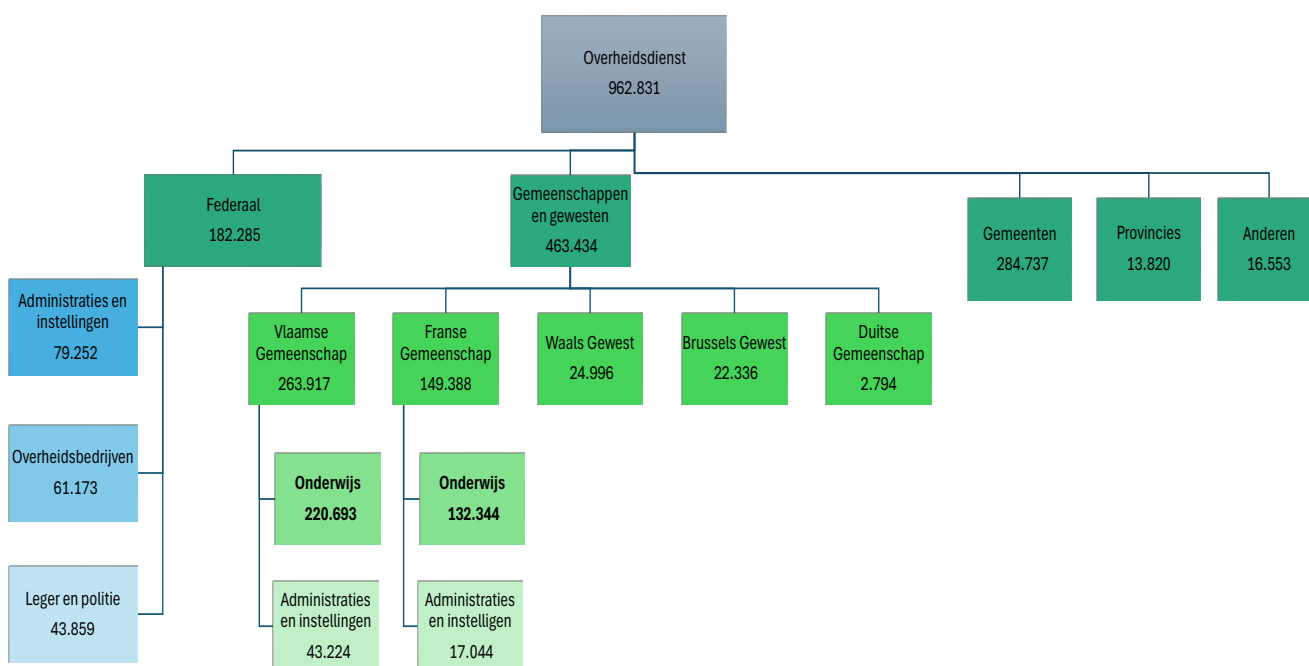 Overheidsdienst
962.831
Federaal
182.285
Gemeenschappen
en gewesten
463.434
Gemeenten
284.737
Provincies
13.820
Anderen
16.553
Administraties en
instellingen
79.252
Overheidsbedrijven
61.173
Leger en politie
43.859
Vlaamse
Gemeenschap
263.917
Franse
Gemeenschap
149.388
Waals Gewest
24.996
Brussels Gewest
22.336
Duitse
Gemeenschap
2.794
Onderwijs
220.693
Onderwijs
132.344
Administraties
en instellingen
43.224
Administraties
en instelligen
17.044